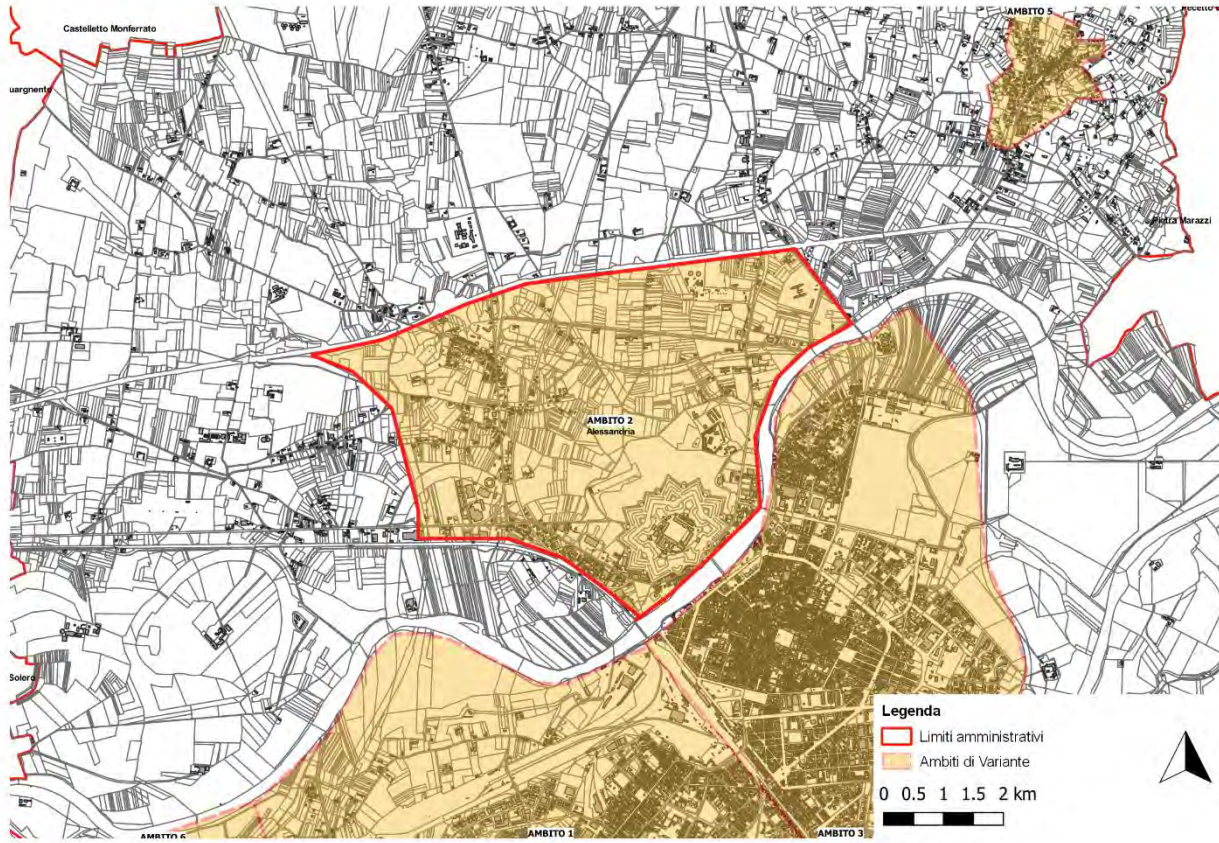 AMBITO 5
Castelletto Monferrato
Pietra Marazzi
AMBITO 2
Alessandria
Solero
Legenda
Limiti amministrativi
Ambiti di Variante
0 0.5 1 1.5 2 km
AMBITO 6
AMBITO 1
AMBITO 3